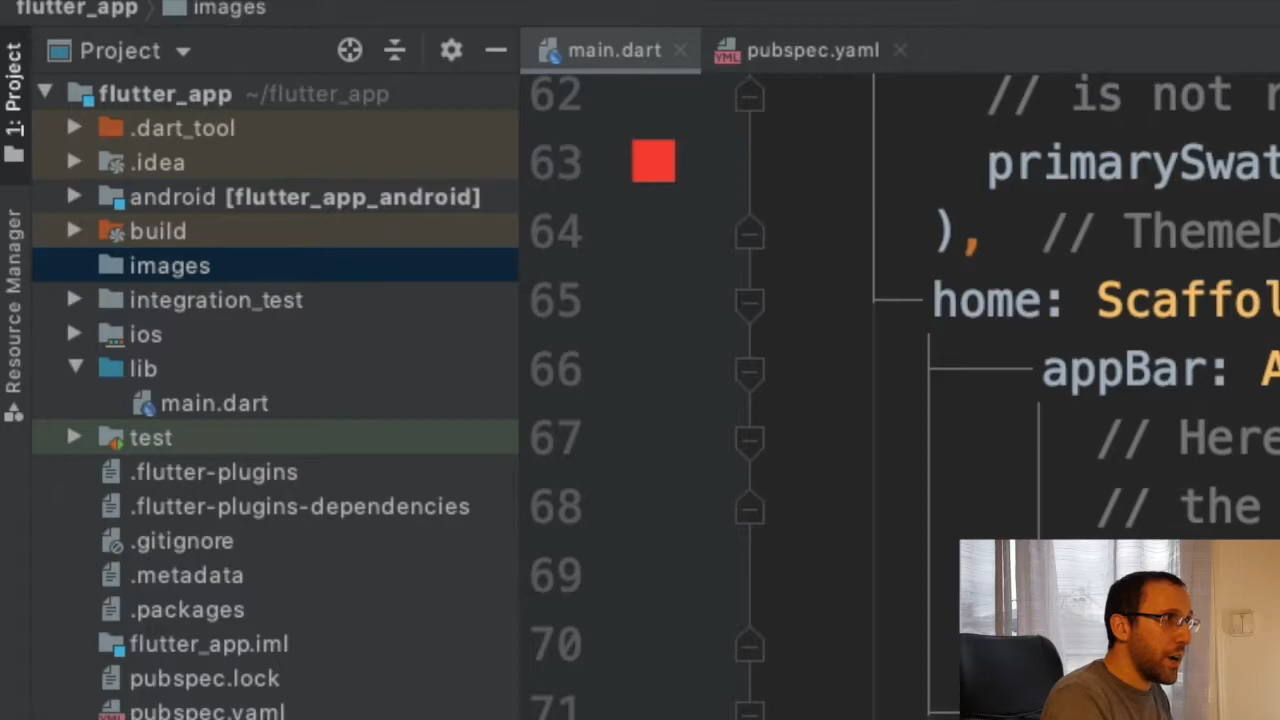 flutter_app images
Project
main.dart
pubspec.yaml
1: Project
Resource Manager
flutter_app ~/flutter_app
.dart_tool
.idea
android [flutter_app_android]
build
images
integration_test
ios
lib
main.dart
test
.flutter-plugins
.flutter-plugins-dependencies
.gitignore
.metadata
.packages
flutter_app.iml
pubspec.lock
pubspec.yaml
62 // is not r
63 primarySwat
64 ), // ThemeD
65 home: Scaffol
66 appBar: A
67 // Here
68 // the
69
70
71